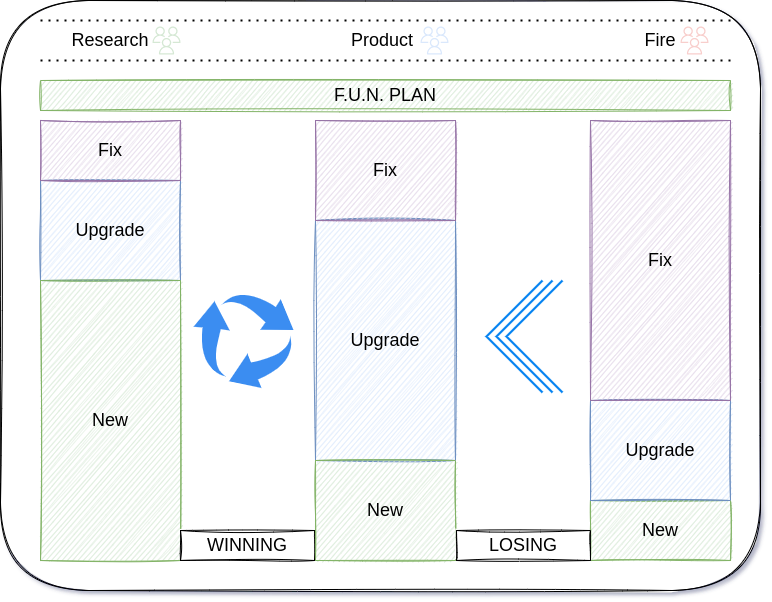 Research Product Fire
F.U.N. PLAN
Fix
Upgrade
New
WINNING
Fix
Upgrade
New
LOSING
Fix
Upgrade
New